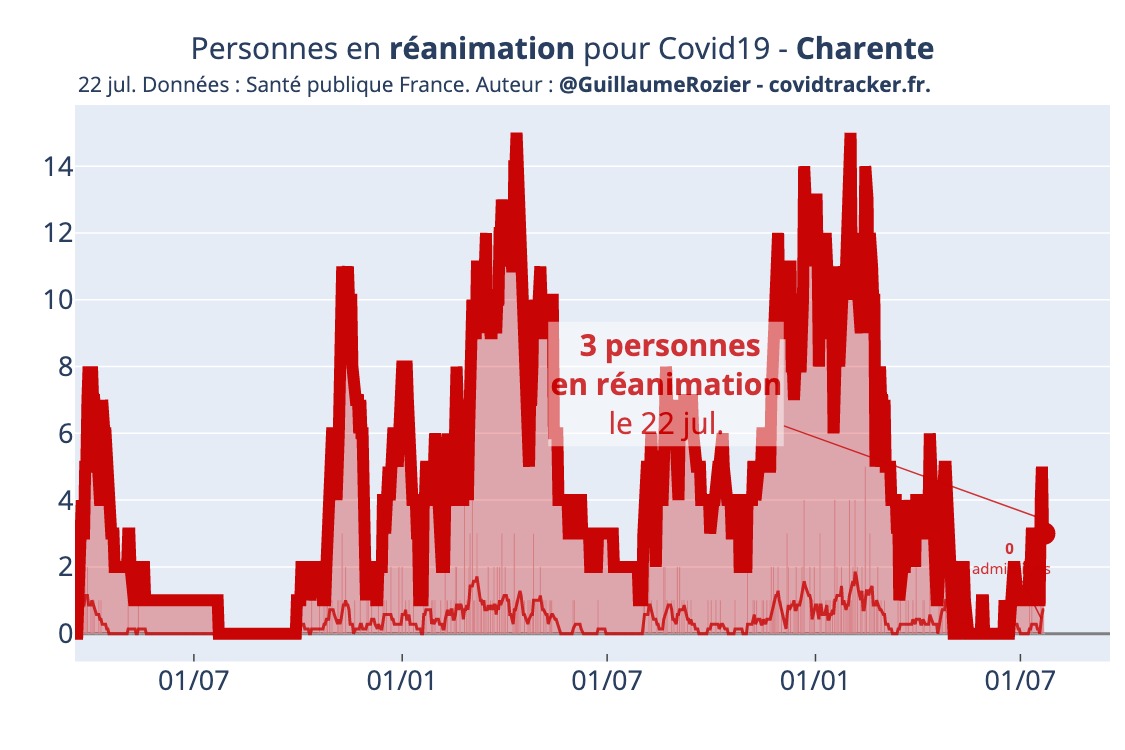 Personnes en réanimation pour Covid19 - Charente
22 jul. Données : Santé publique France. Auteur : @GuillaumeRozier - covidtracker.fr.
14
12
10
8
6
4
2
0
3 personnes
en réanimation
le 22 jul.
0
01/07
01/01
01/07
01/01
01/07